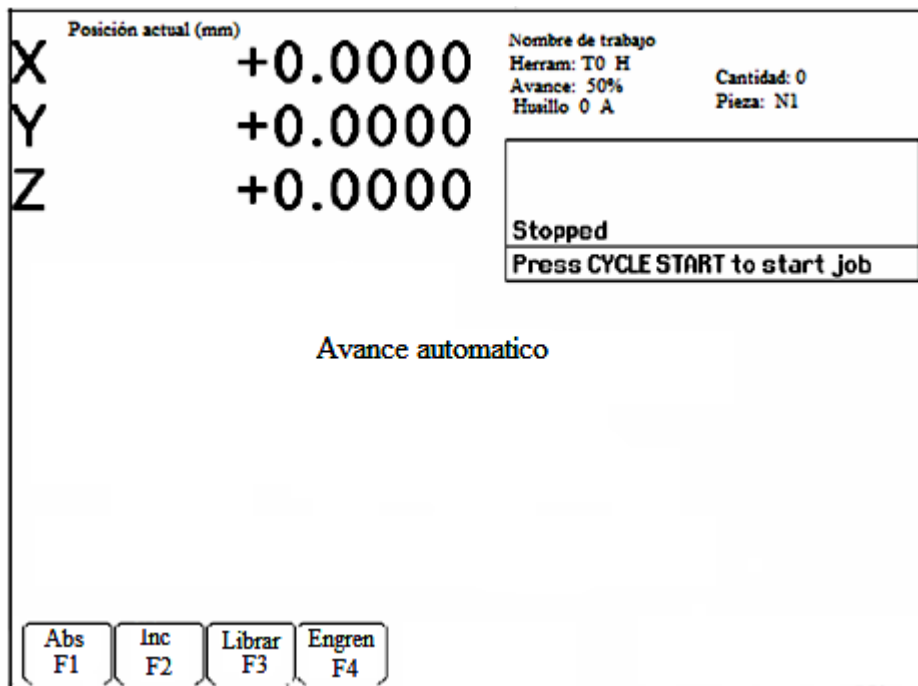 Posición actual (mm)
X +0.0000
Y +0.0000
Z +0.0000
Nombre de trabajo
Herram: T0 H
Avance: 50%
Husillo 0 A
Cantidad: 0
Pieza: N1
Stopped
Press CYCLE START to start job
Avance automatico
Abs
F1
Inc
F2
Librar
F3
Engren
F4